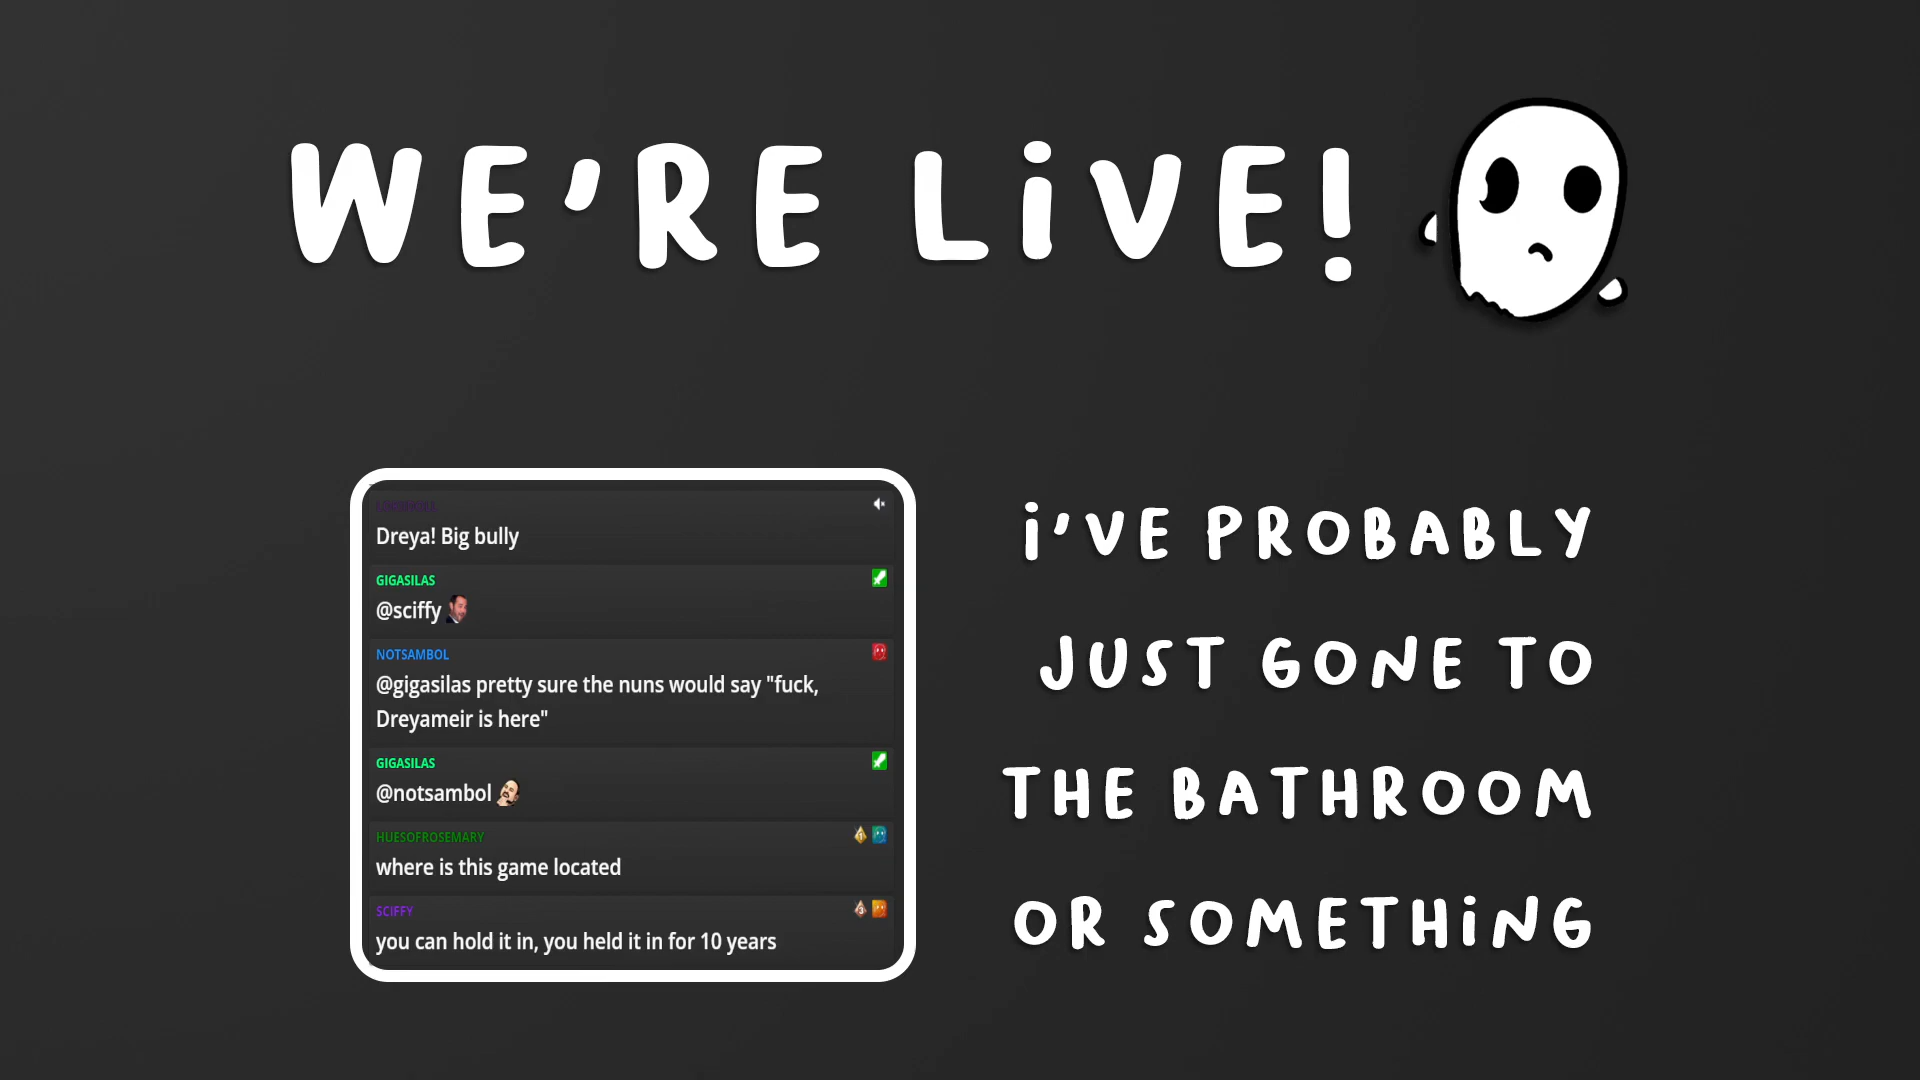 WE'RE LiVE!
Dreya! Big bully
GIGASILAS
@sciffy
NOTSAMBOL
@gigasilas pretty sure the nuns would say "fuck,
Dreyameir is here"
GIGASILAS
@notsambol
HUESOFROSEMARY
where is this game located
SCIFFY
you can hold it in, you held it in for 10 years
i'VE PROBABLY
JUST GONE TO
THE BATHROOM
OR SOMETHiNG